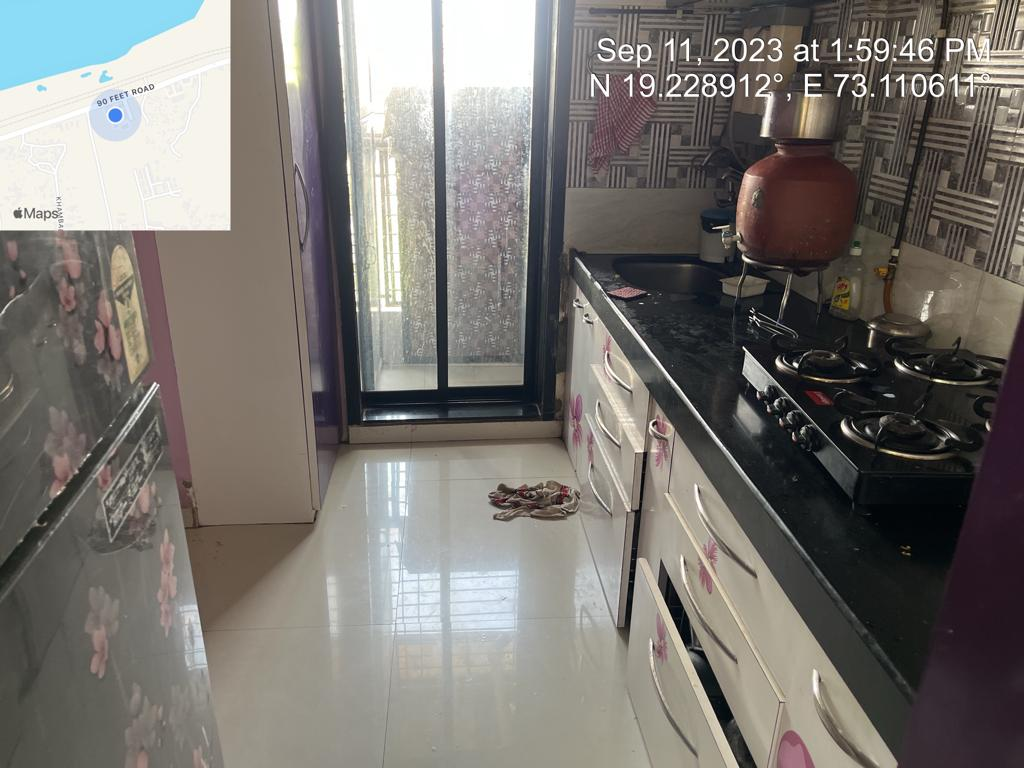 Sep 11, 2023 at 1:59:46 PM
N 19.228912°, E 73.110611°
90 FEET ROAD
Maps